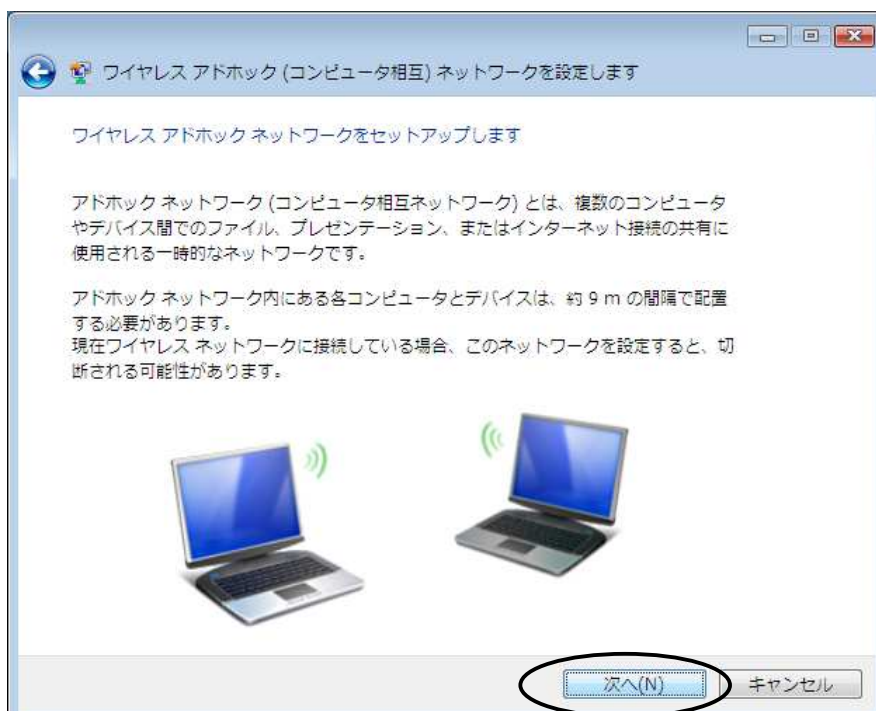 ワイヤレス アドホック (コンピュータ相互) ネットワークを設定します
ワイヤレス アドホック ネットワークをセットアップします
アドホック ネットワーク (コンピュータ相互ネットワーク) とは、複数のコンピュータ
やデバイス間でのファイル、プレゼンテーション、またはインターネット接続の共有に
使用される一時的なネットワークです。
アドホック ネットワーク内にある各コンピュータとデバイスは、約 9 m の間隔で配置
する必要があります。
現在ワイヤレス ネットワークに接続している場合、このネットワークを設定すると、切
断される可能性があります。
次へ(N)
キャンセル